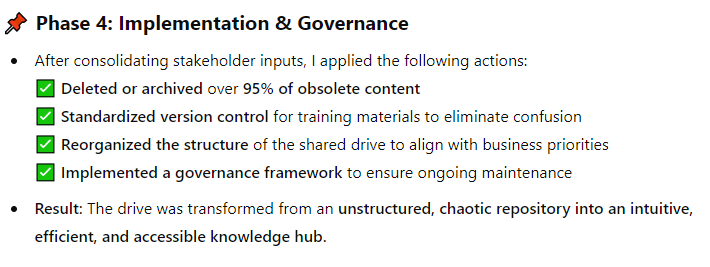 📌 Phase 4: Implementation & Governance
• After consolidating stakeholder inputs, I applied the following actions:
✅ Deleted or archived over 95% of obsolete content
✅ Standardized version control for training materials to eliminate confusion
✅ Reorganized the structure of the shared drive to align with business priorities
✅ Implemented a governance framework to ensure ongoing maintenance
• Result: The drive was transformed from an unstructured, chaotic repository into an intuitive,
efficient, and accessible knowledge hub.